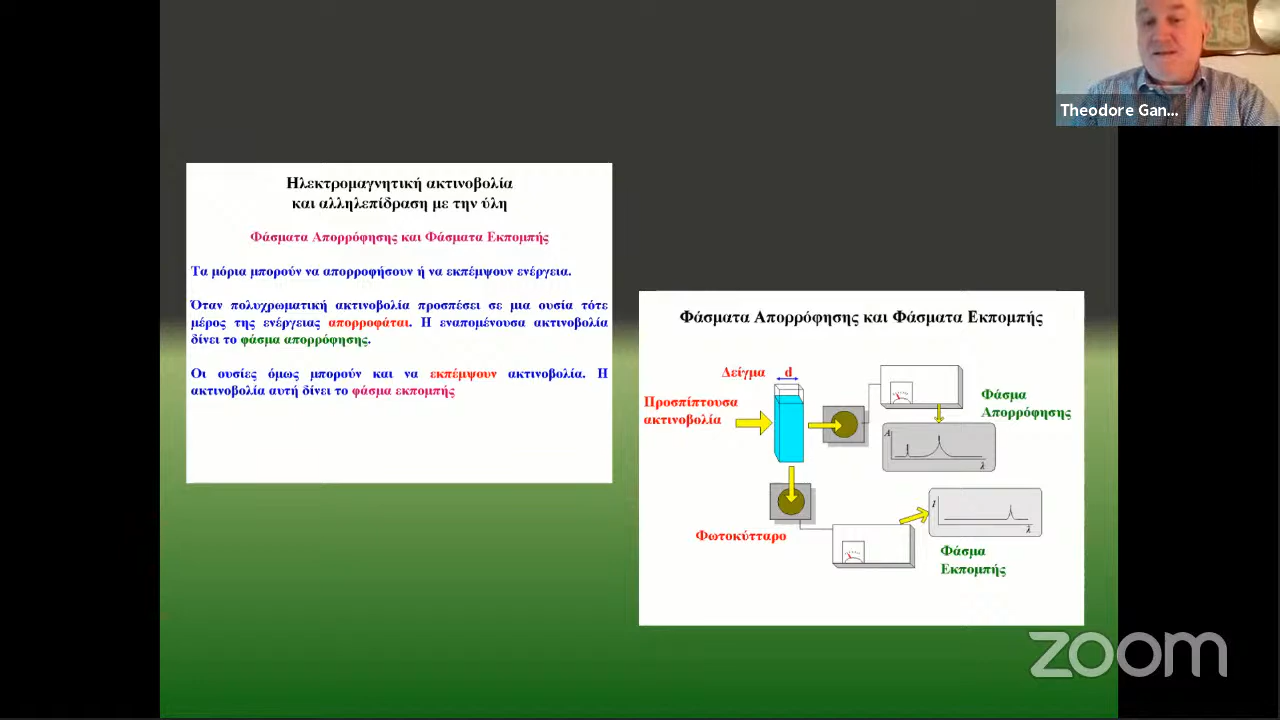 Theodore Gan...
Ηλεκτρομαγνητική ακτινοβολία
και αλληλεπίδραση με την ύλη
Φάσματα Απορρόφησης και Φάσματα Εκπομπής
Τα μόρια μπορούν να απορροφήσουν ή να εκπέμψουν ενέργεια.
Όταν πολυχρωματική ακτινοβολία προσπέσει σε μια ουσία τότε
μέρος της ενέργειας απορροφάται. Η εναπομένουσα ακτινοβολία
δίνει το φάσμα απορρόφησης.
Οι ουσίες όμως μπορούν και να εκπέμψουν ακτινοβολία. Η
ακτινοβολία αυτή δίνει το φάσμα εκπομπής
Φάσματα Απορρόφησης και Φάσματα Εκπομπής
Δείγμα d
Προσπίπτουσα
ακτινοβολία
Φάσμα
Απορρόφησης
A
λ
I
λ
Φωτοκύτταρο
Φάσμα
Εκπομπής
zoom